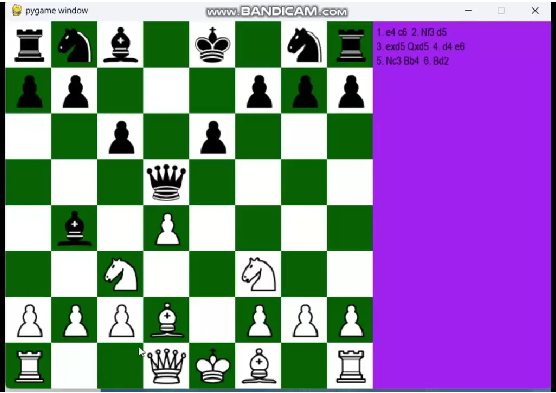 pygame window
www.BANDICAM.com
1. e4 c6 2. Nf3 d5
3. exd5 Qxd5 4. d4 e6
5. Nc3 Bb4 6. Bd2